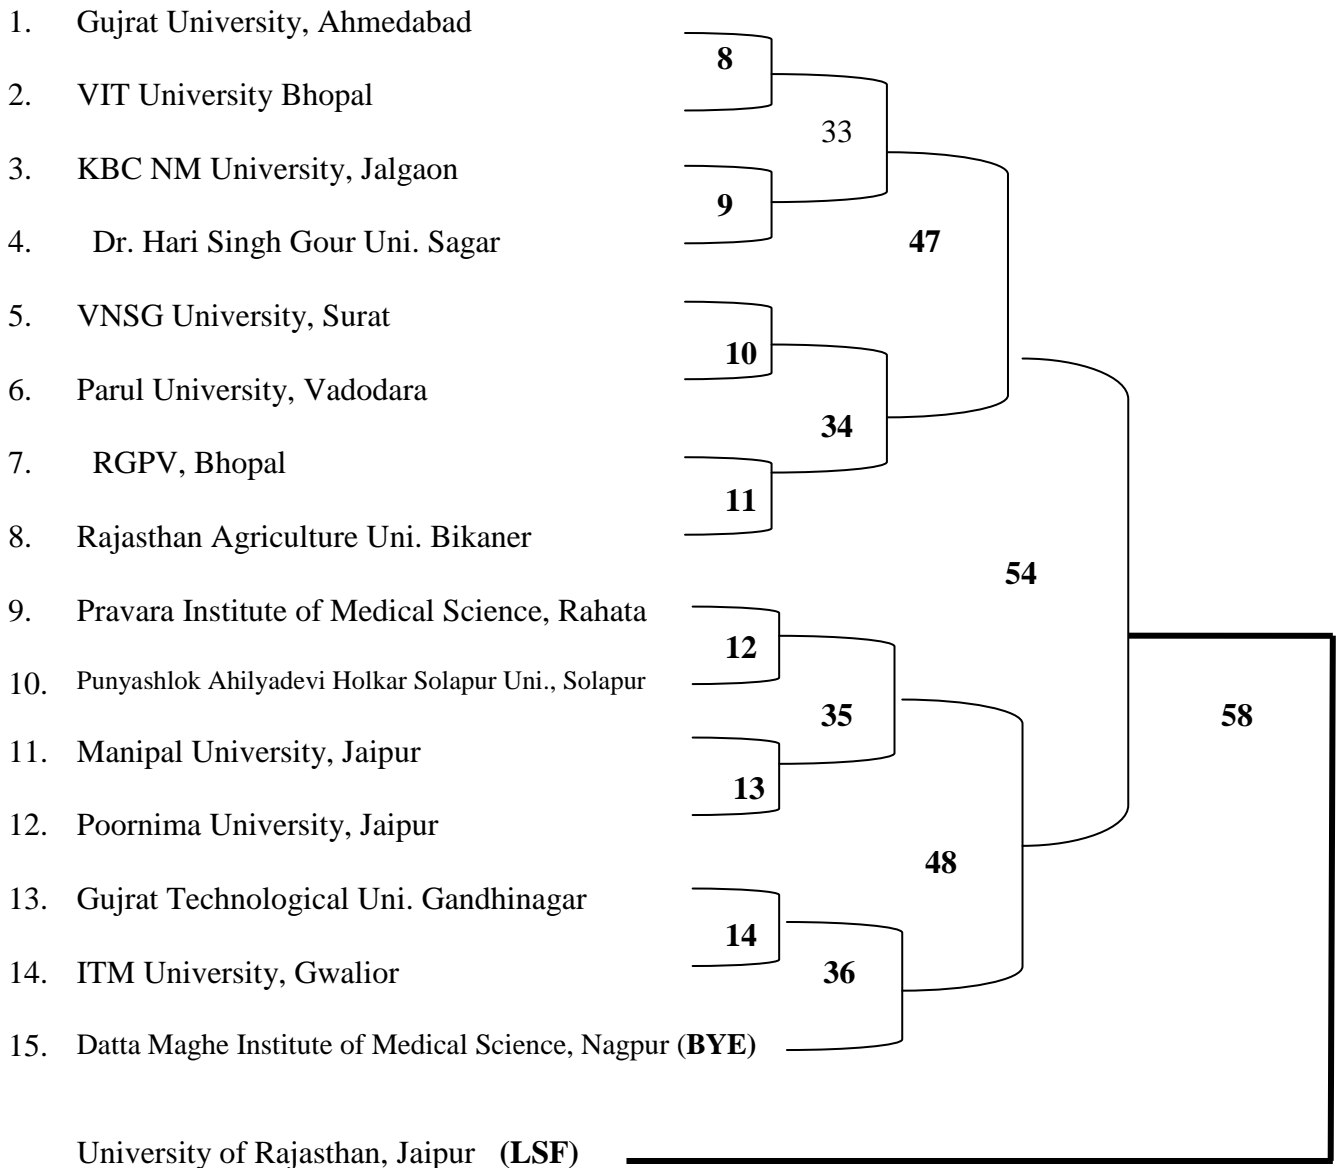 1. Gujrat University, Ahmedabad
8
2. VIT University Bhopal
33
3. KBC NM University, Jalgaon
9
4. Dr. Hari Singh Gour Uni. Sagar
47
5. VNSG University, Surat
10
6. Parul University, Vadodara
34
7. RGPV, Bhopal
11
8. Rajasthan Agriculture Uni. Bikaner
54
9. Pravara Institute of Medical Science, Rahata
12
10. Punyashlok Ahilyadevi Holkar Solapur Uni., Solapur
35
58
11. Manipal University, Jaipur
13
12. Poornima University, Jaipur
48
13. Gujrat Technological Uni. Gandhinagar
14
14. ITM University, Gwalior
36
15. Datta Maghe Institute of Medical Science, Nagpur (BYE)
University of Rajasthan, Jaipur (LSF)